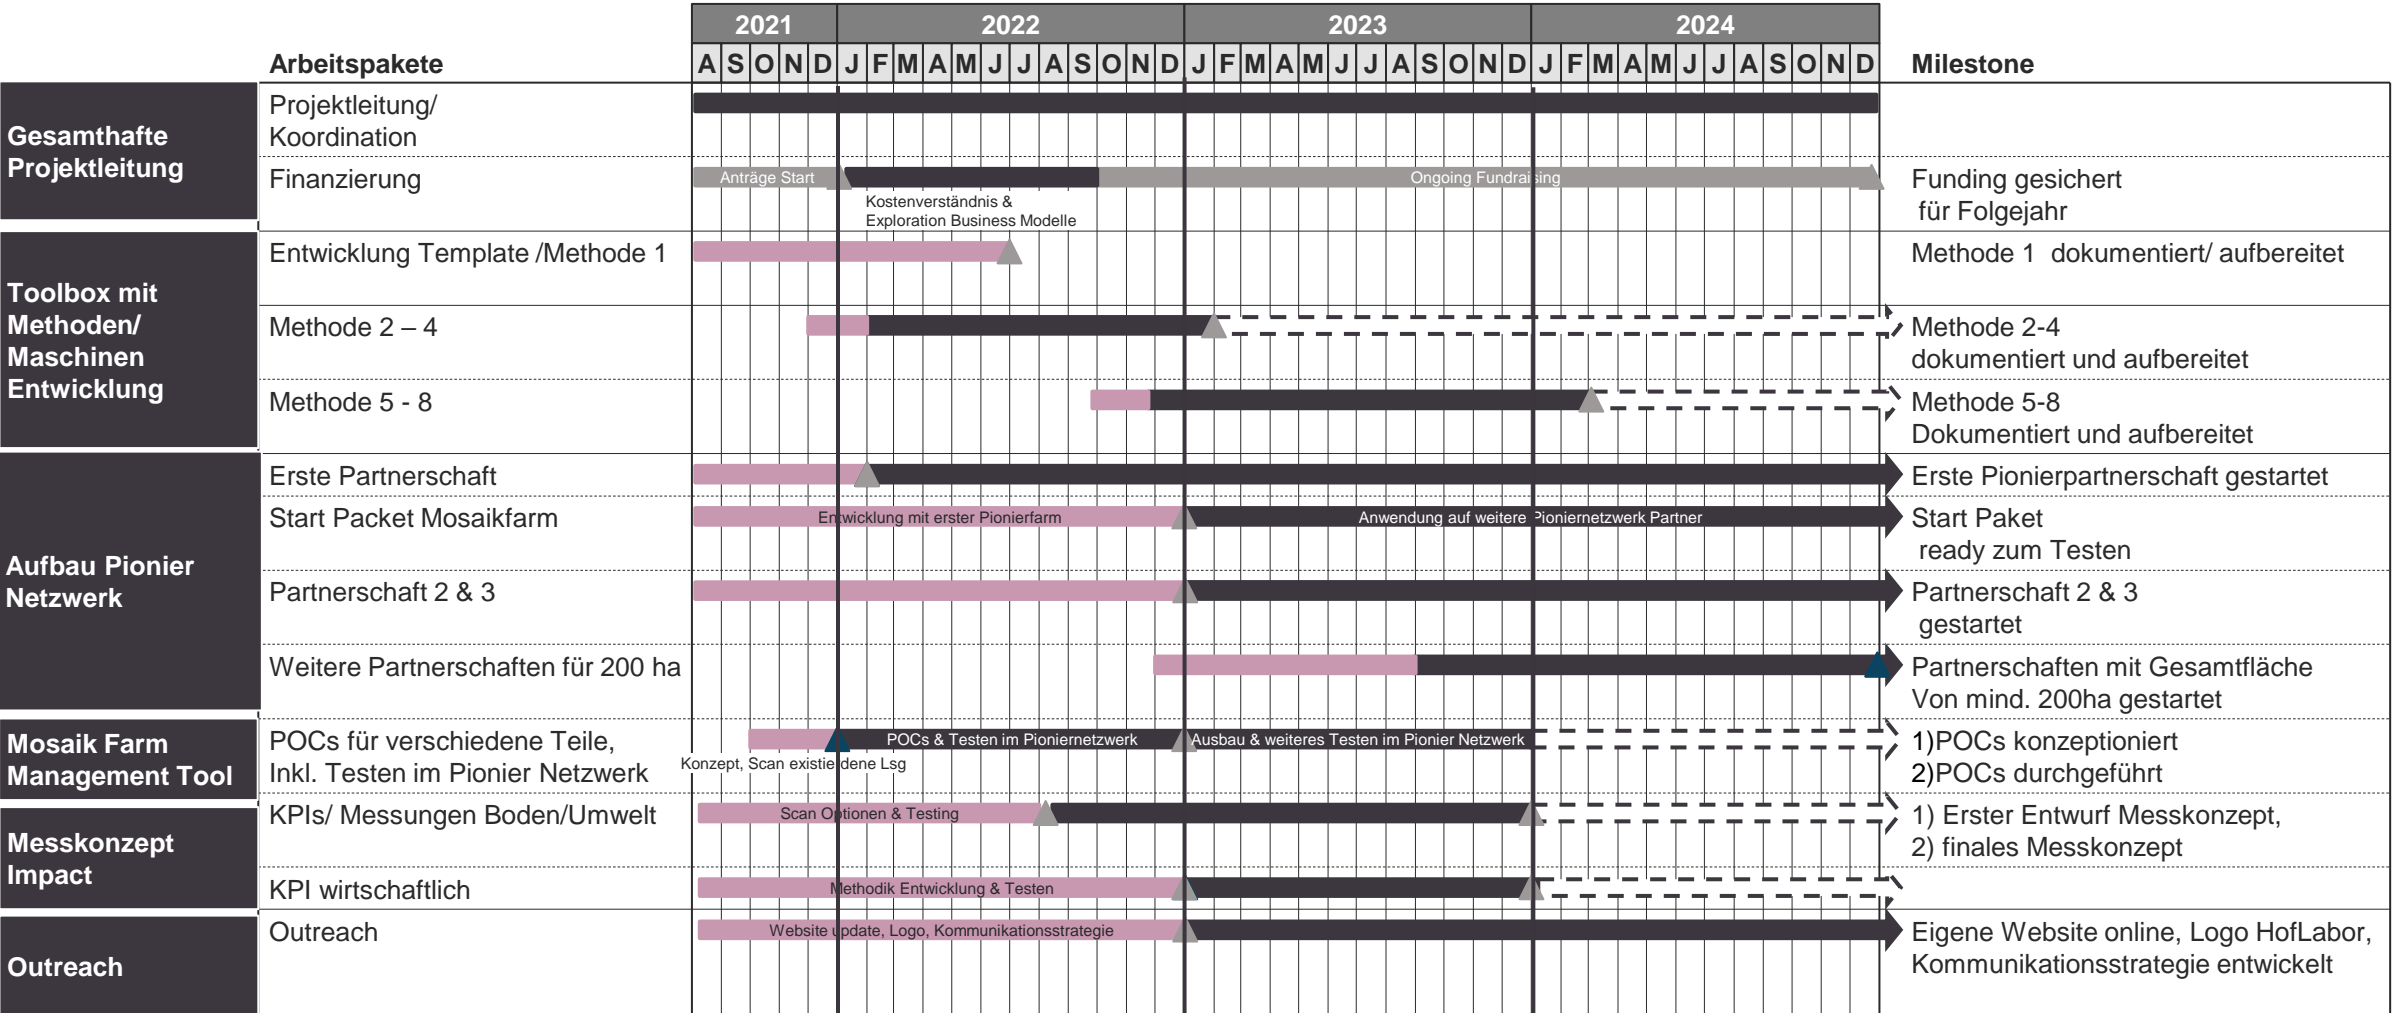 2021 2022 2023 2024
Arbeitspakete A S O N D J F M A M J J A S O N D J F M A M J J A S O N D J F M A M J J A S O N D Milestone
Gesamthafte
Projektleitung
Projektleitung/
Koordination
Finanzierung
Anträge Start
Kostenverständnis &
Exploration Business Modelle
Ongoing Fundraising
Funding gesichert
für Folgejahr
Toolbox mit
Methoden/
Maschinen
Entwicklung
Entwicklung Template /Methode 1
Methode 1 dokumentiert/ aufbereitet
Methode 2 – 4
Methode 2-4
dokumentiert und aufbereitet
Methode 5 - 8
Methode 5-8
Dokumentiert und aufbereitet
Aufbau Pionier
Netzwerk
Erste Partnerschaft
Erste Pionierpartnerschaft gestartet
Start Packet Mosaikfarm
Entwicklung mit erster Pionierfarm
Anwendung auf weitere Pioniernetzwerk Partner
Start Paket
ready zum Testen
Partnerschaft 2 & 3
Partnerschaft 2 & 3
gestartet
Weitere Partnerschaften für 200 ha
Partnerschaften mit Gesamtfläche
Von mind. 200ha gestartet
Mosaik Farm
Management Tool
POCs für verschiedene Teile,
Inkl. Testen im Pionier Netzwerk
Konzept, Scan existierdene Lsg
POCs & Testen im Pioniernetzwerk
Ausbau & weiteres Testen im Pionier Netzwerk
1)POCs konzeptioniert
2)POCs durchgeführt
Messkonzept
Impact
KPIs/ Messungen Boden/Umwelt
Scan Optionen & Testing
1) Erster Entwurf Messkonzept,
2) finales Messkonzept
KPI wirtschaftlich
Methodik Entwicklung & Testen
Outreach
Outreach
Website update, Logo, Kommunikationsstrategie
Eigene Website online, Logo HofLabor,
Kommunikationsstrategie entwickelt